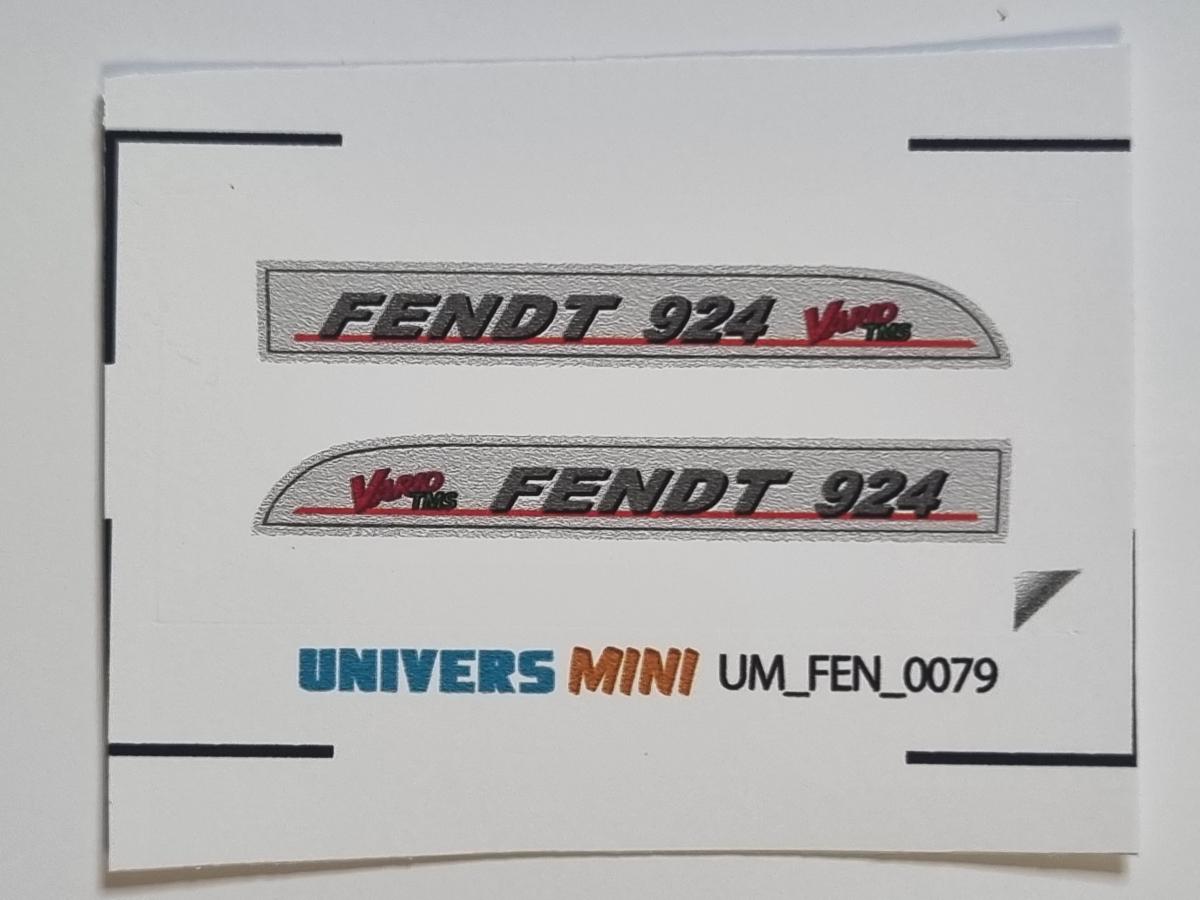 FENDT 924 VARIO TMS
VARIO TMS FENDT 924
UNIVERS MINI UM_FEN_0079